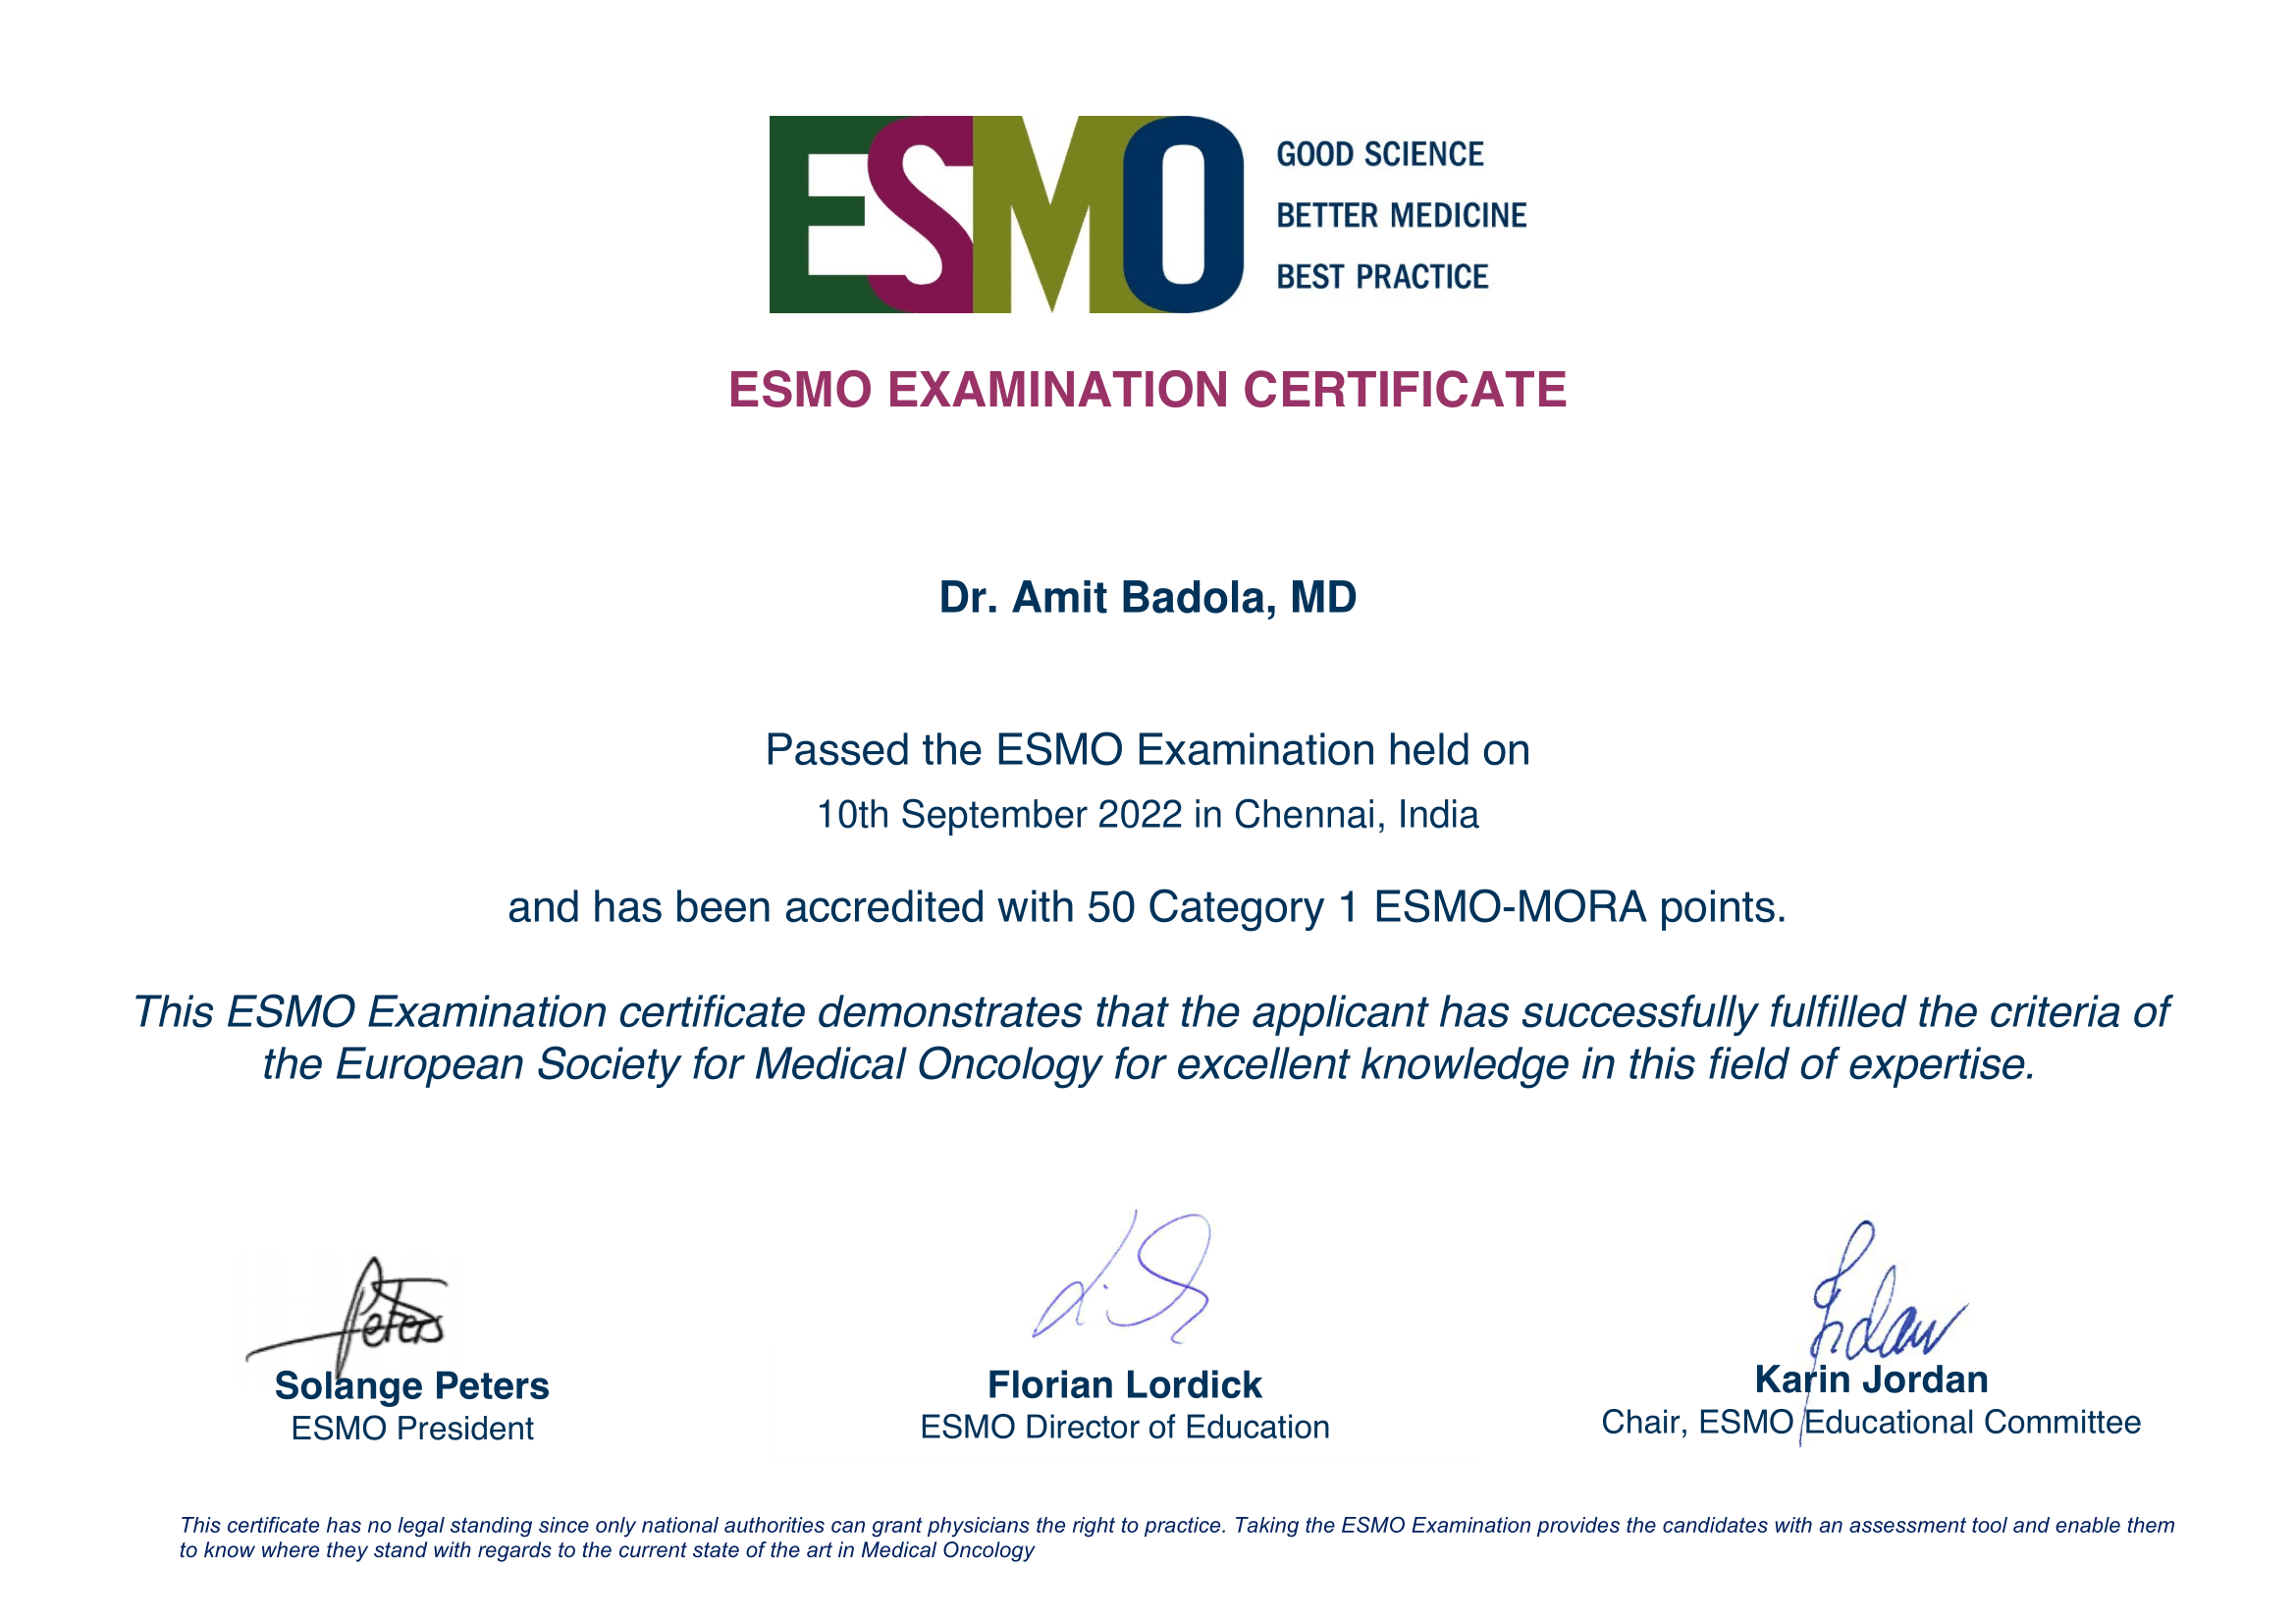 ESMO
GOOD SCIENCE
BETTER MEDICINE
BEST PRACTICE
ESMO EXAMINATION CERTIFICATE
Dr. Amit Badola, MD
Passed the ESMO Examination held on
10th September 2022 in Chennai, India
and has been accredited with 50 Category 1 ESMO-MORA points.
This ESMO Examination certificate demonstrates that the applicant has successfully fulfilled the criteria of
the European Society for Medical Oncology for excellent knowledge in this field of expertise.
Peters
Solange Peters
ESMO President
Florian Lordick
ESMO Director of Education
Karin Jordan
Chair, ESMO Educational Committee
This certificate has no legal standing since only national authorities can grant physicians the right to practice. Taking the ESMO Examination provides the candidates with an assessment tool and enable them
to know where they stand with regards to the current state of the art in Medical Oncology